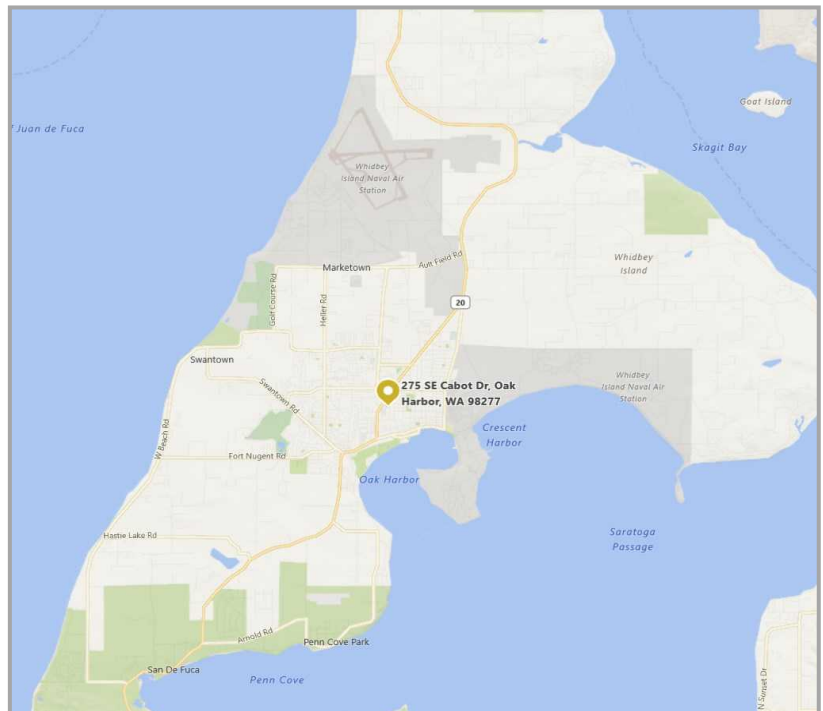 Goat Island
Juan de Fuca
Skagit Bay
Whidbey
Island Naval Air
Station
Whidbey
Island
Ault Field Rd
Marketown
Golf Course Rd
Heller Rd
20
Swantown
Whidbey
Island Naval Air
Station
275 SE Cabot Dr, Oak
Harbor, WA 98277
Swantown Rd
Crescent
Harbor
W Beach Rd
Fort Nugent Rd
Oak Harbor
Hastie Lake Rd
Saratoga
Passage
Arnold Rd
Penn Cove Park
San De Fuca
Penn Cove
N Sunset Dr